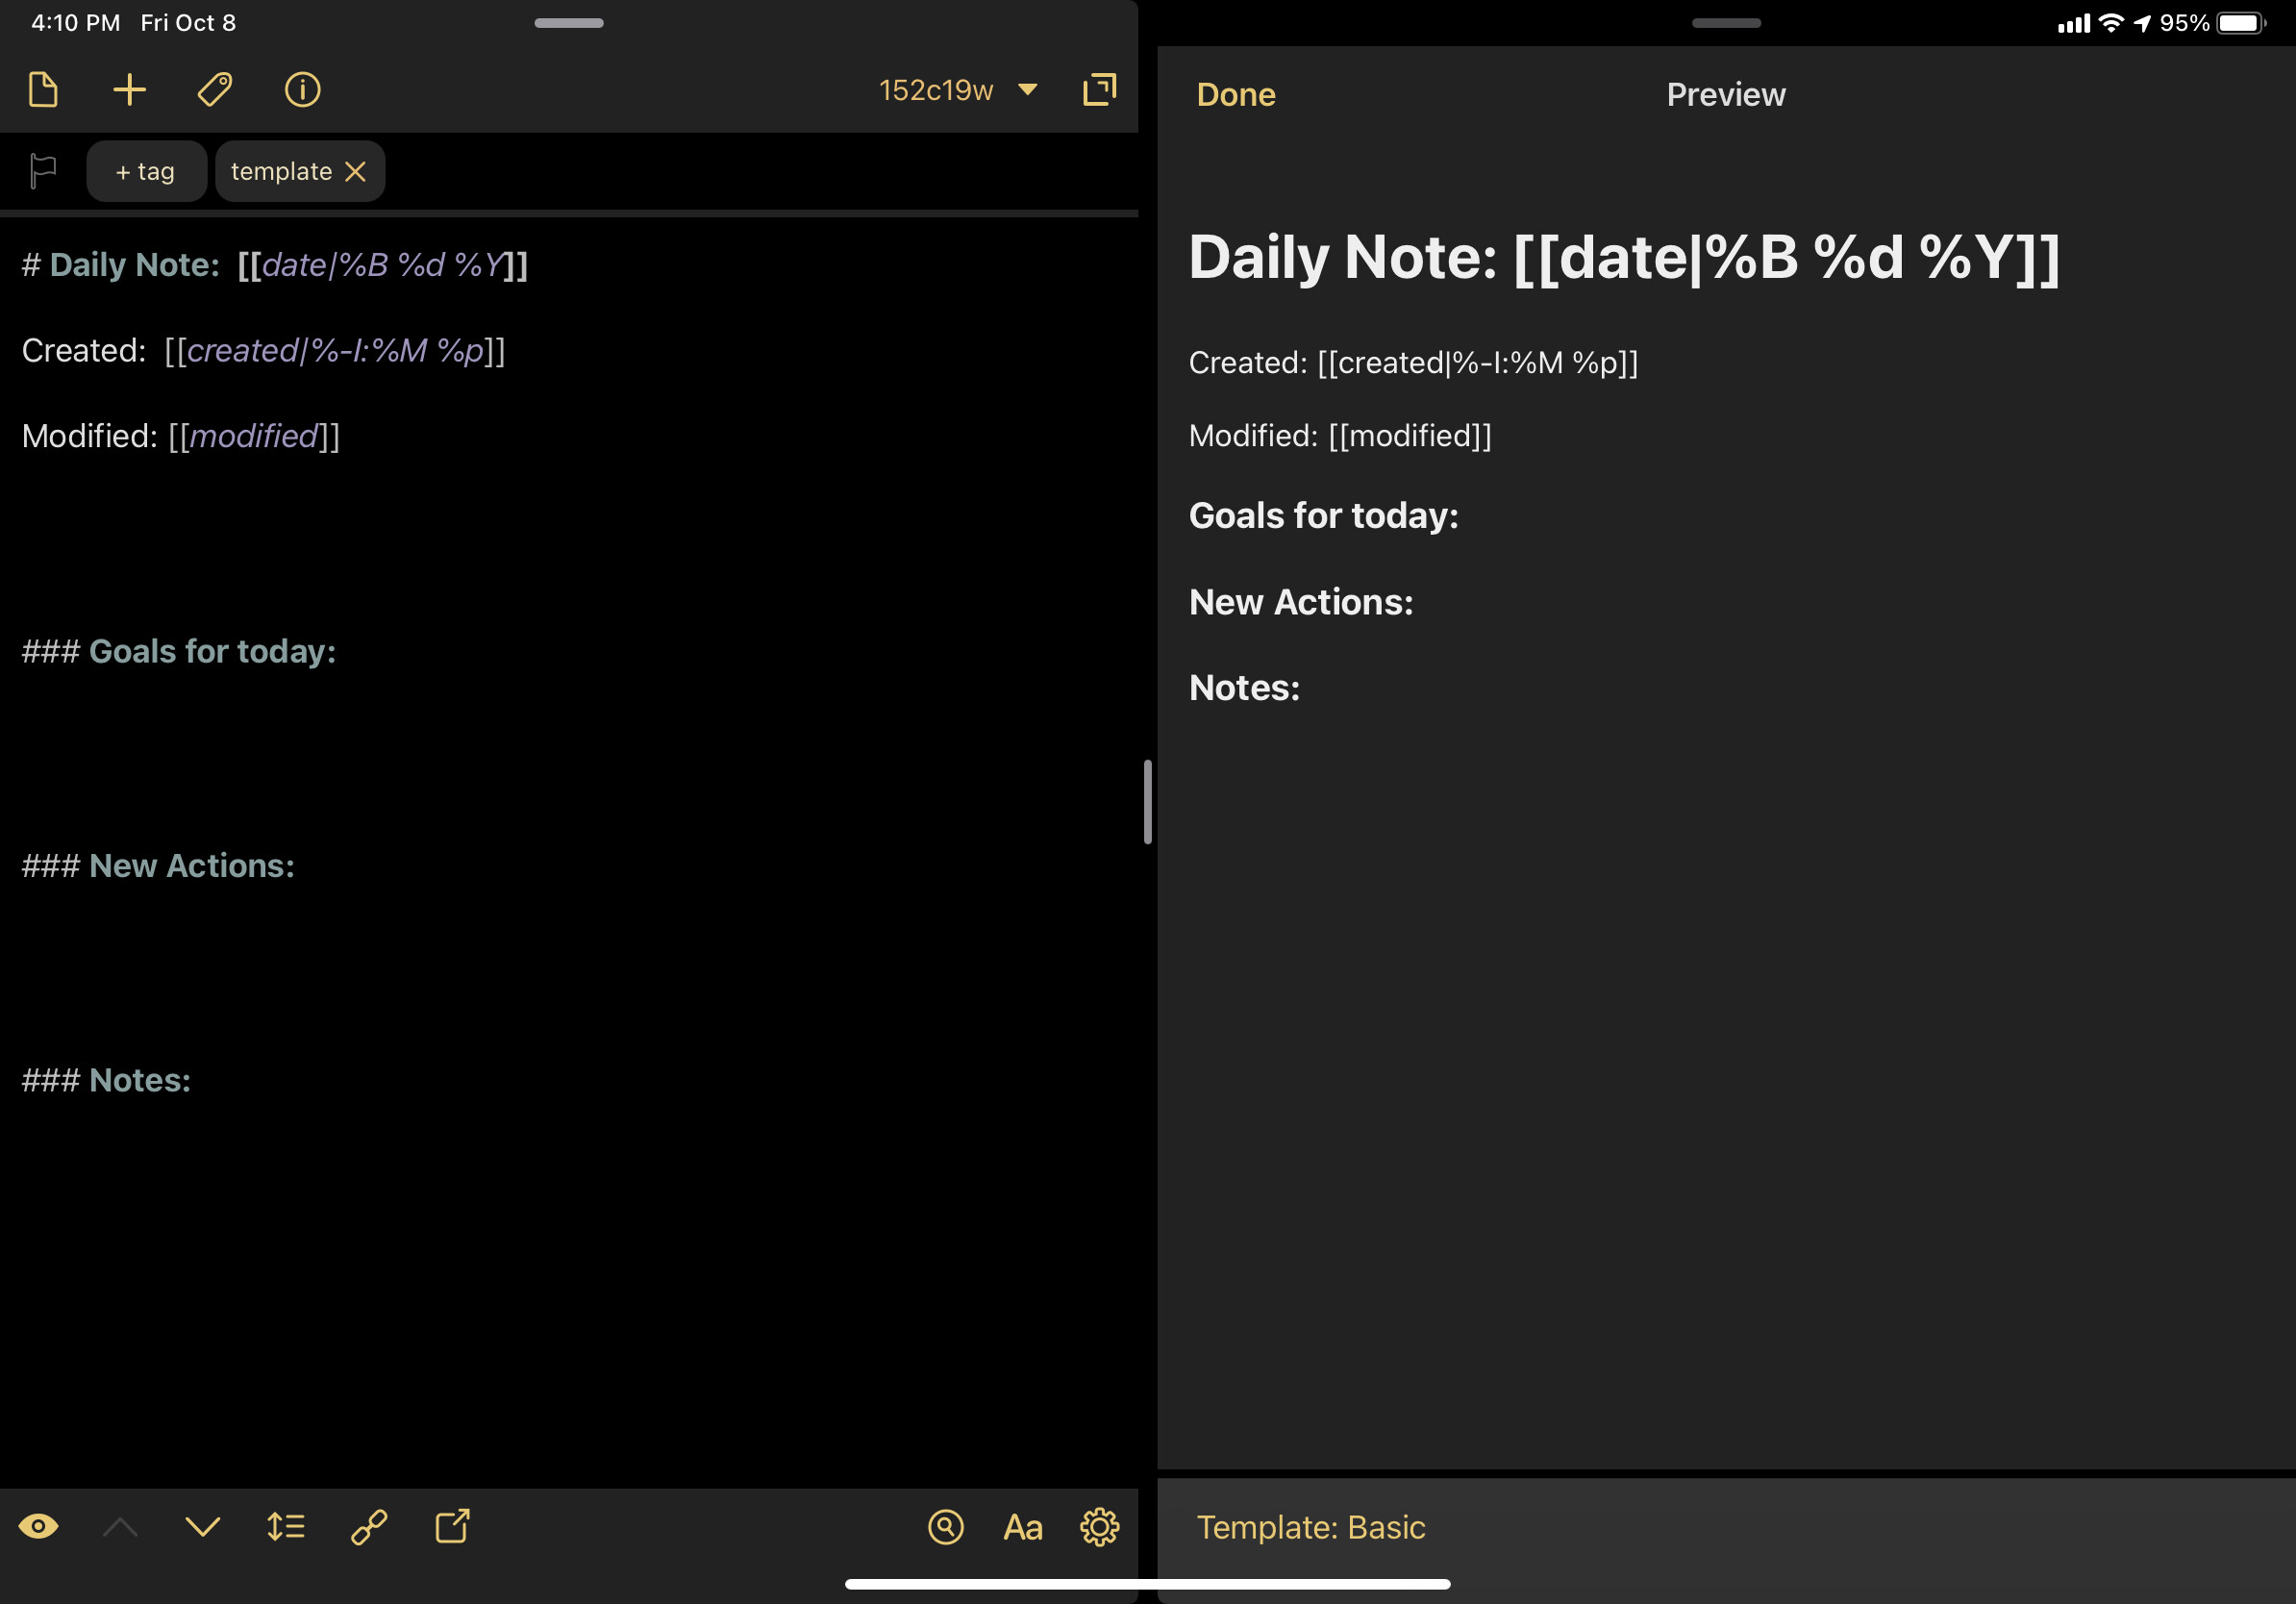 4:10 PM Fri Oct 8
95%
152c19w
+ tag template
# Daily Note: [[date|%B %d %Y]]
Created: [[created|%-I:%M %p]]
Modified: [[modified]]
### Goals for today:
### New Actions:
### Notes:
Aa
Done Preview
Daily Note: [[date|%B %d %Y]]
Created: [[created|%-I:%M %p]]
Modified: [[modified]]
Goals for today:
New Actions:
Notes:
Template: Basic